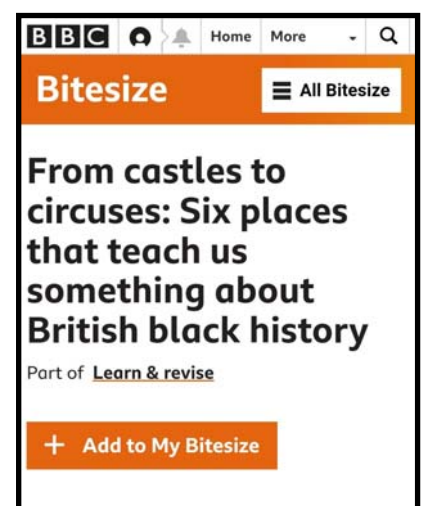 BBC Home More
Bitesize All Bitesize
From castles to
circuses: Six places
that teach us
something about
British black history
Part of Learn & revise
+ Add to My Bitesize